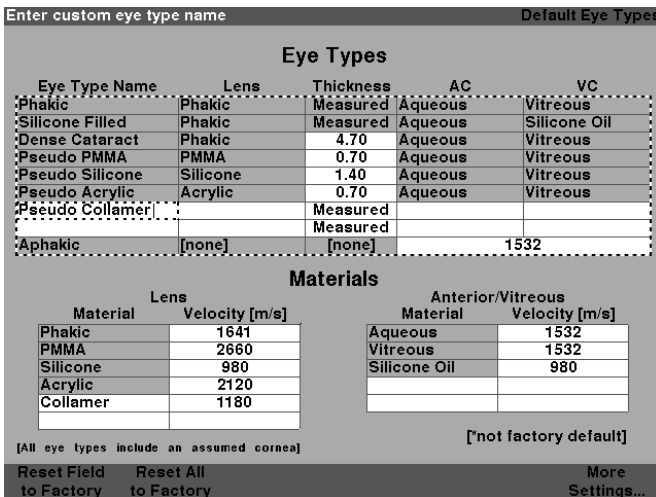 Enter custom eye type name Default Eye Types
Eye Types
Eye Type Name Lens Thickness AC VC
Phakic Phakic Measured Aqueous Vitreous
Silicone Filled Phakic Measured Aqueous Silicone Oil
Dense Cataract Phakic 4.70 Aqueous Vitreous
Pseudo PMMA PMMA 0.70 Aqueous Vitreous
Pseudo Silicone Silicone 1.40 Aqueous Vitreous
Pseudo Acrylic Acrylic 0.70 Aqueous Vitreous
Pseudo Collamer Measured
Measured
Aphakic [none] [none] 1532
Materials
Lens Anterior/Vitreous
Material Velocity [m/s] Material Velocity [m/s]
Phakic 1641 Aqueous 1532
PMMA 2660 Vitreous 1532
Silicone 980 Silicone Oil 980
Acrylic 2120
Collamer 1180
[*not factory default]
[All eye types include an assumed cornea]
Reset Field Reset All More
to Factory to Factory Settings...